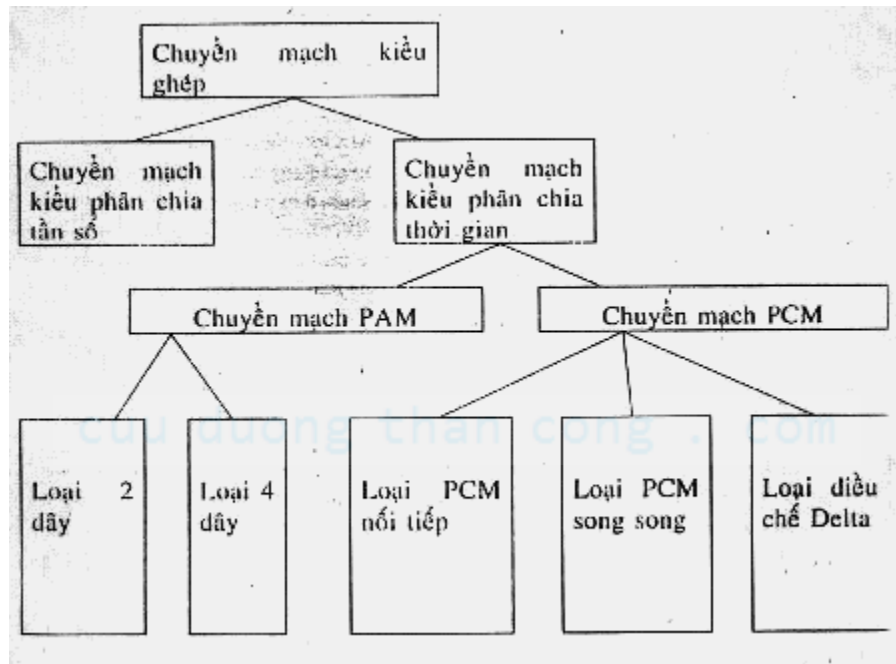 Chuyển mạch kiểu
ghép
Chuyển mạch
kiểu phân chia
tần số
Chuyển mạch
kiểu phân chia
thời gian
Chuyển mạch PAM
Chuyển mạch PCM
cuu duong than cong . com
Loại 2
dây
Loại 4
dây
Loại PCM
nối tiếp
Loại PCM
song song
Loại điều
chế Delta